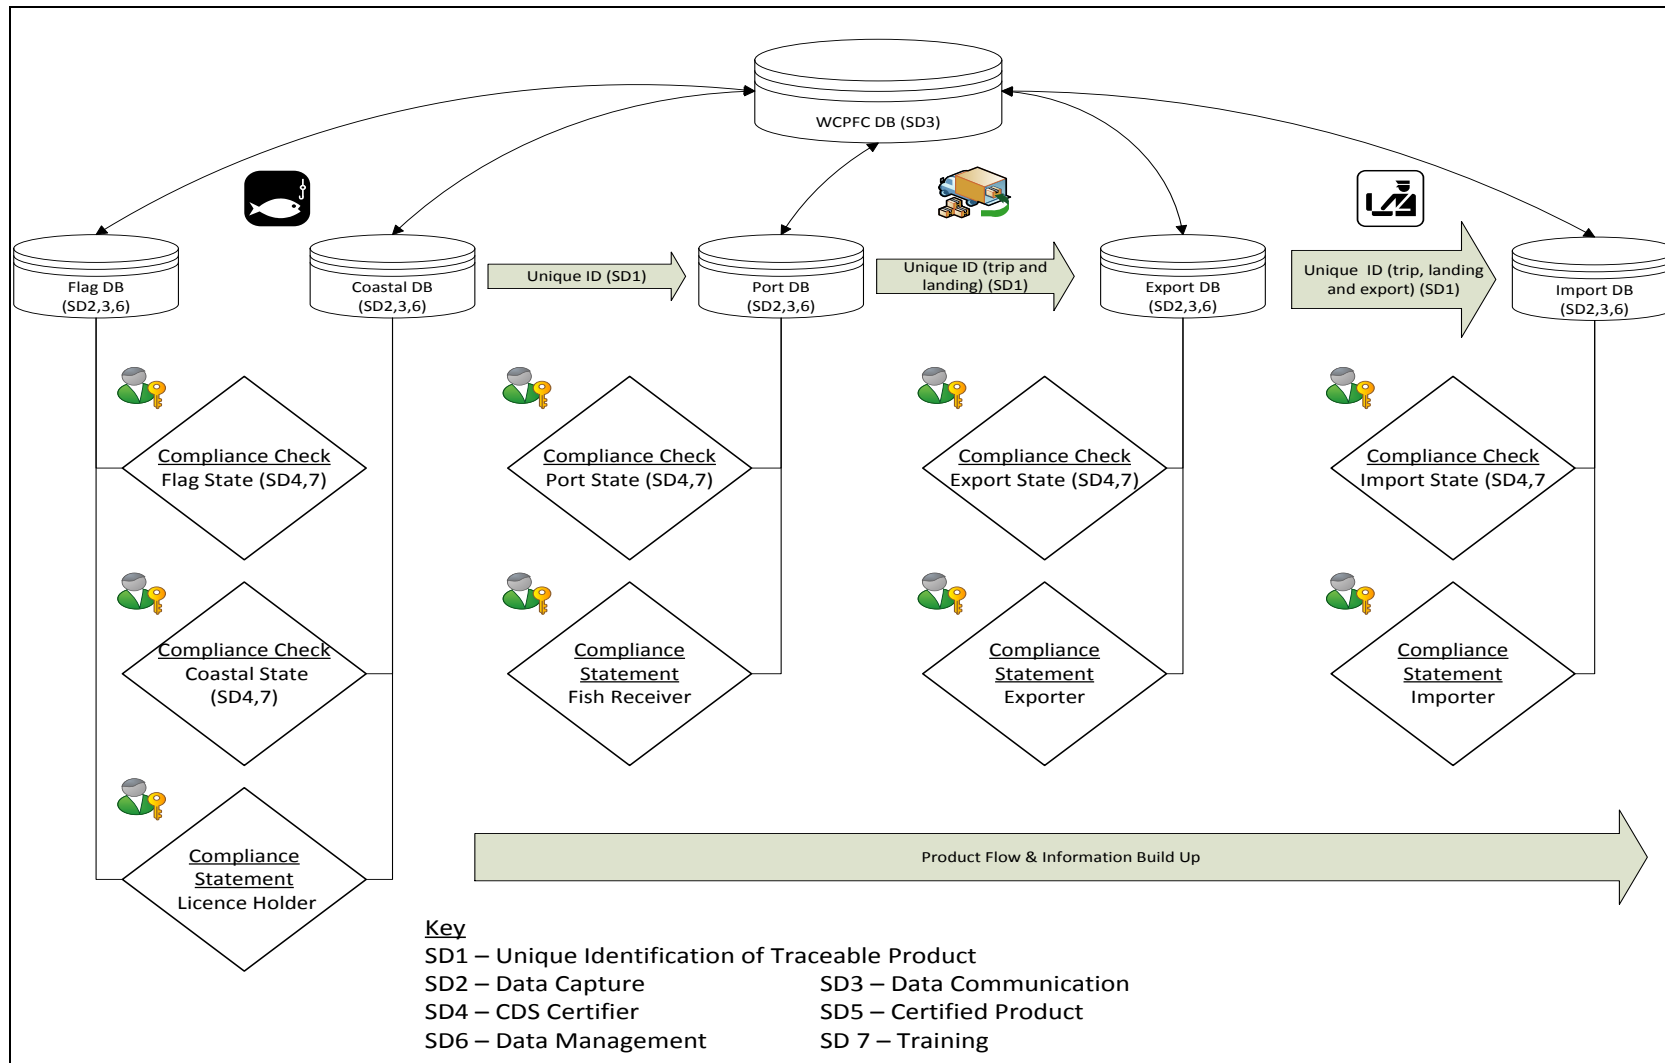 WCPFC DB (SD3)
Flag DB
(SD2,3,6)
Coastal DB
(SD2,3,6)
Unique ID (SD1)
Port DB
(SD2,3,6)
Unique ID (trip and
landing) (SD1)
Export DB
(SD2,3,6)
Unique  ID (trip, landing
and export) (SD1)
Import DB
(SD2,3,6)
Compliance Check
Flag State (SD4,7)
Compliance Check
Port State (SD4,7)
Compliance Check
Export State (SD4,7)
Compliance Check
Import State (SD4,7
Compliance Check
Coastal State
(SD4,7)
Compliance
Statement
Fish Receiver
Compliance
Statement
Exporter
Compliance
Statement
Importer
Compliance
Statement
Licence Holder
Product Flow & Information Build Up
Key
SD1 – Unique Identification of Traceable Product
SD2 – Data Capture
SD3 – Data Communication
SD4 – CDS Certifier
SD5 – Certified Product
SD6 – Data Management
SD 7 – Training